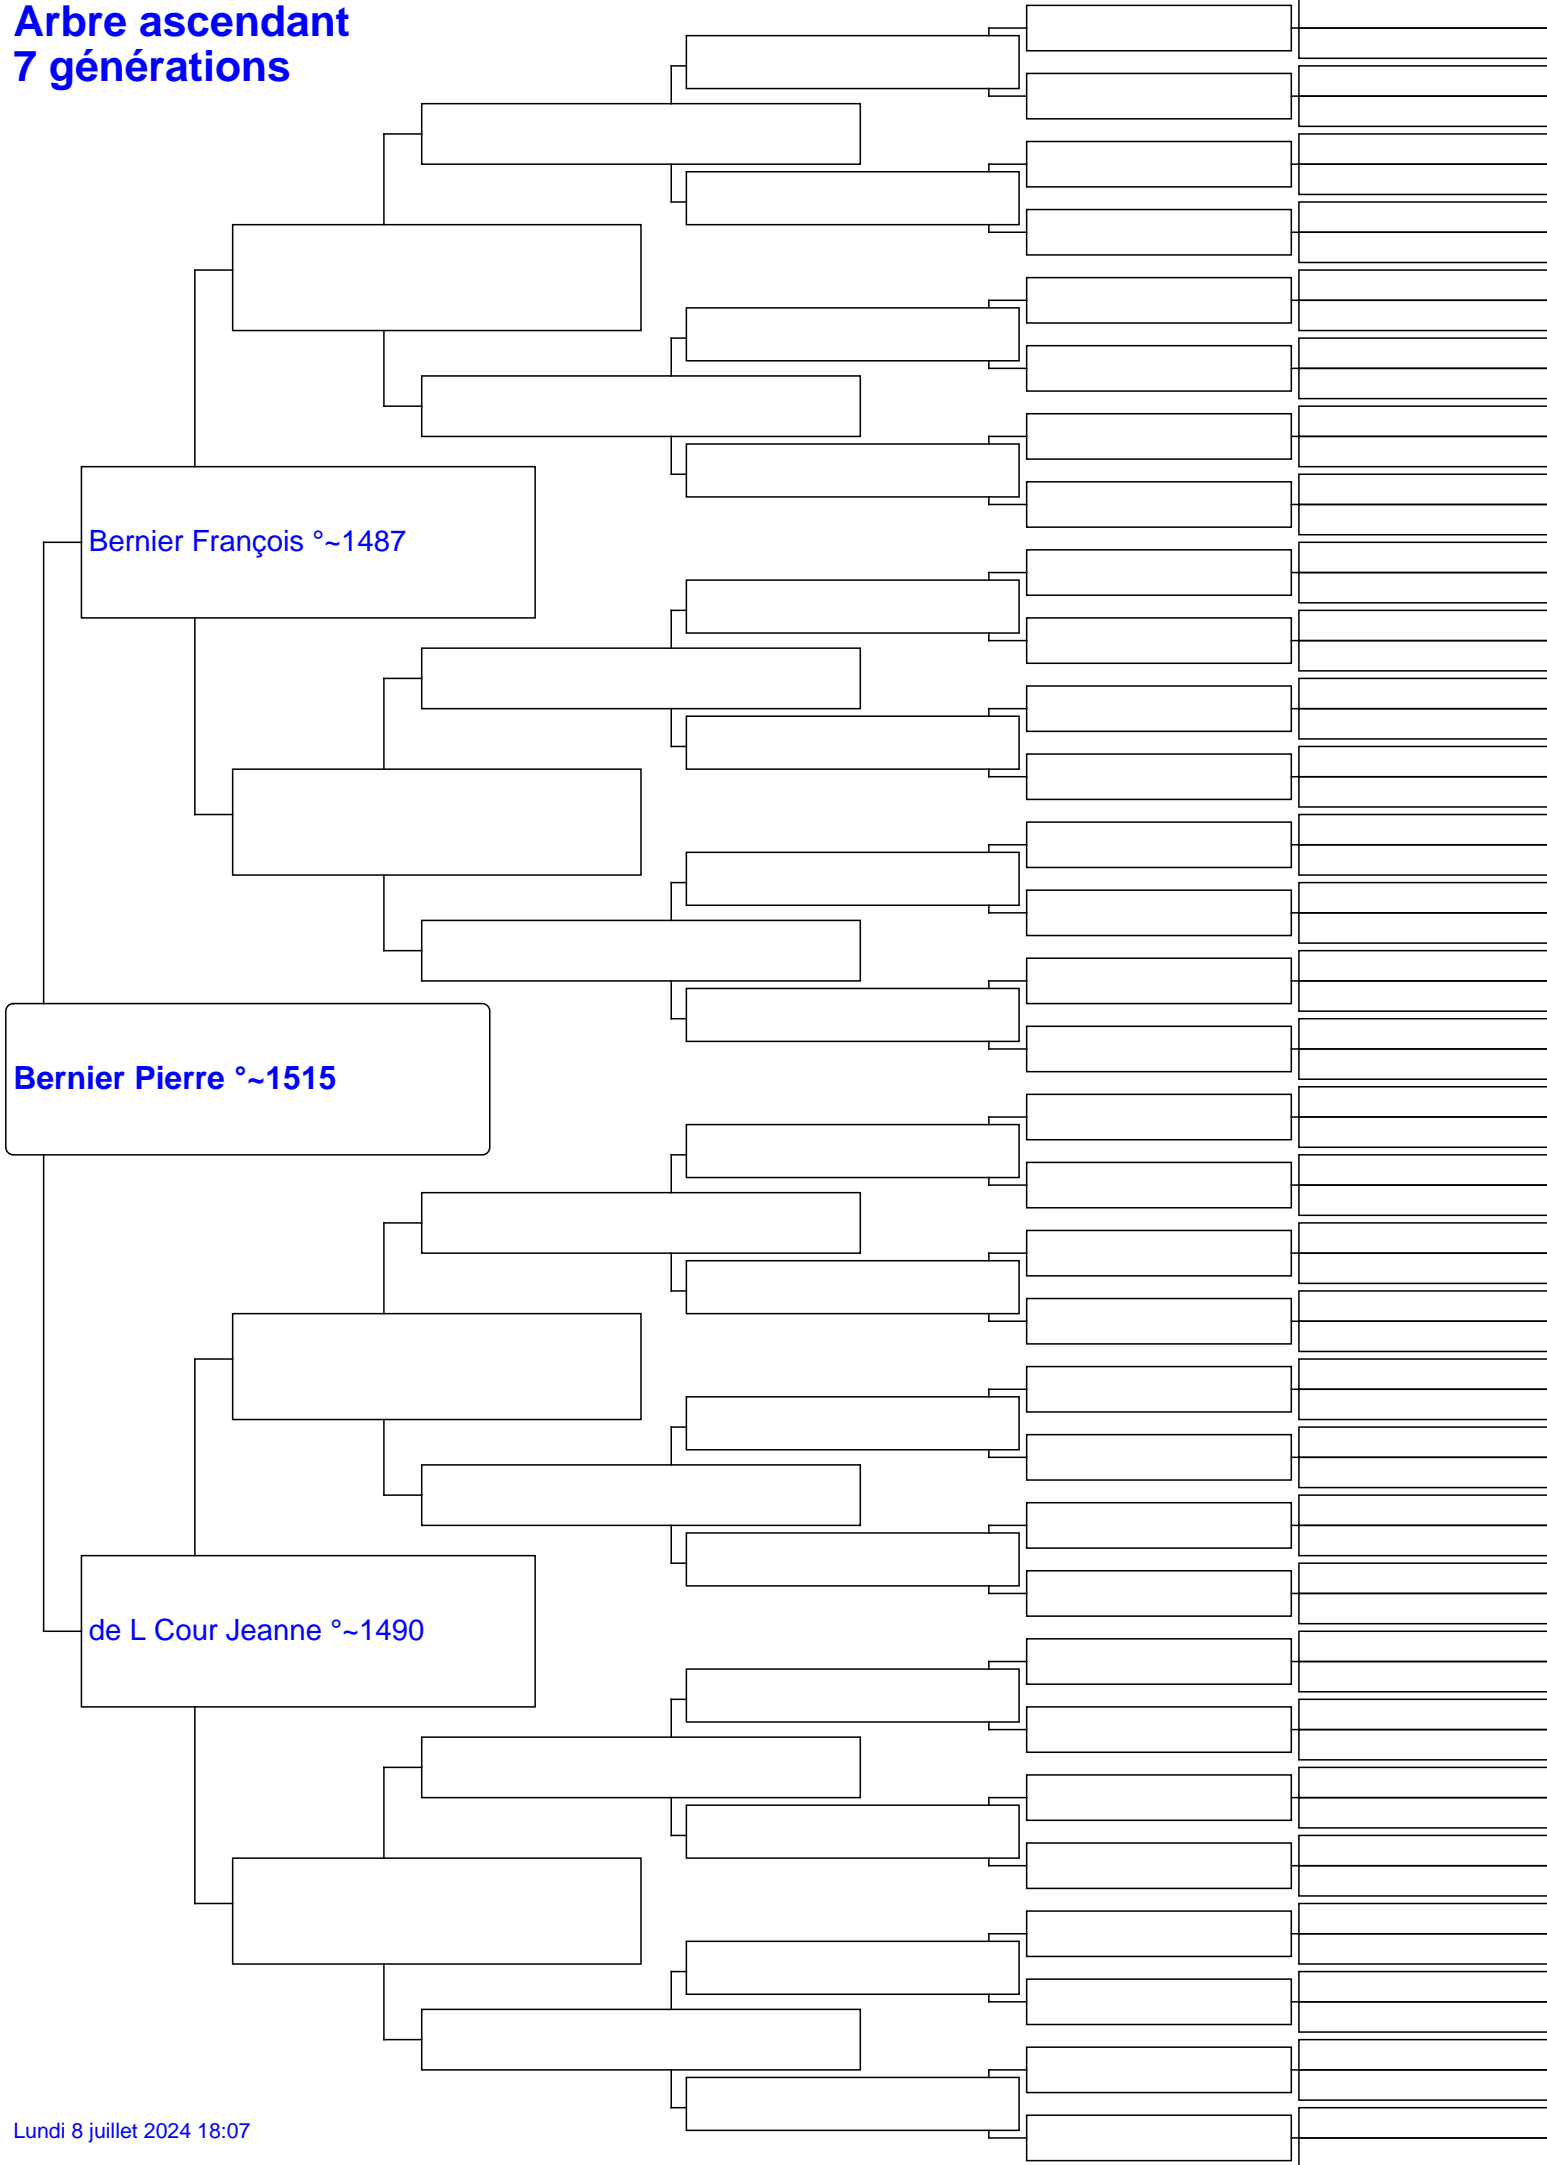 Arbre ascendant
7 générations
Bernier François °~1487
Bernier Pierre °~1515
de L Cour Jeanne °~1490
Lundi 8 juillet 2024 18:07